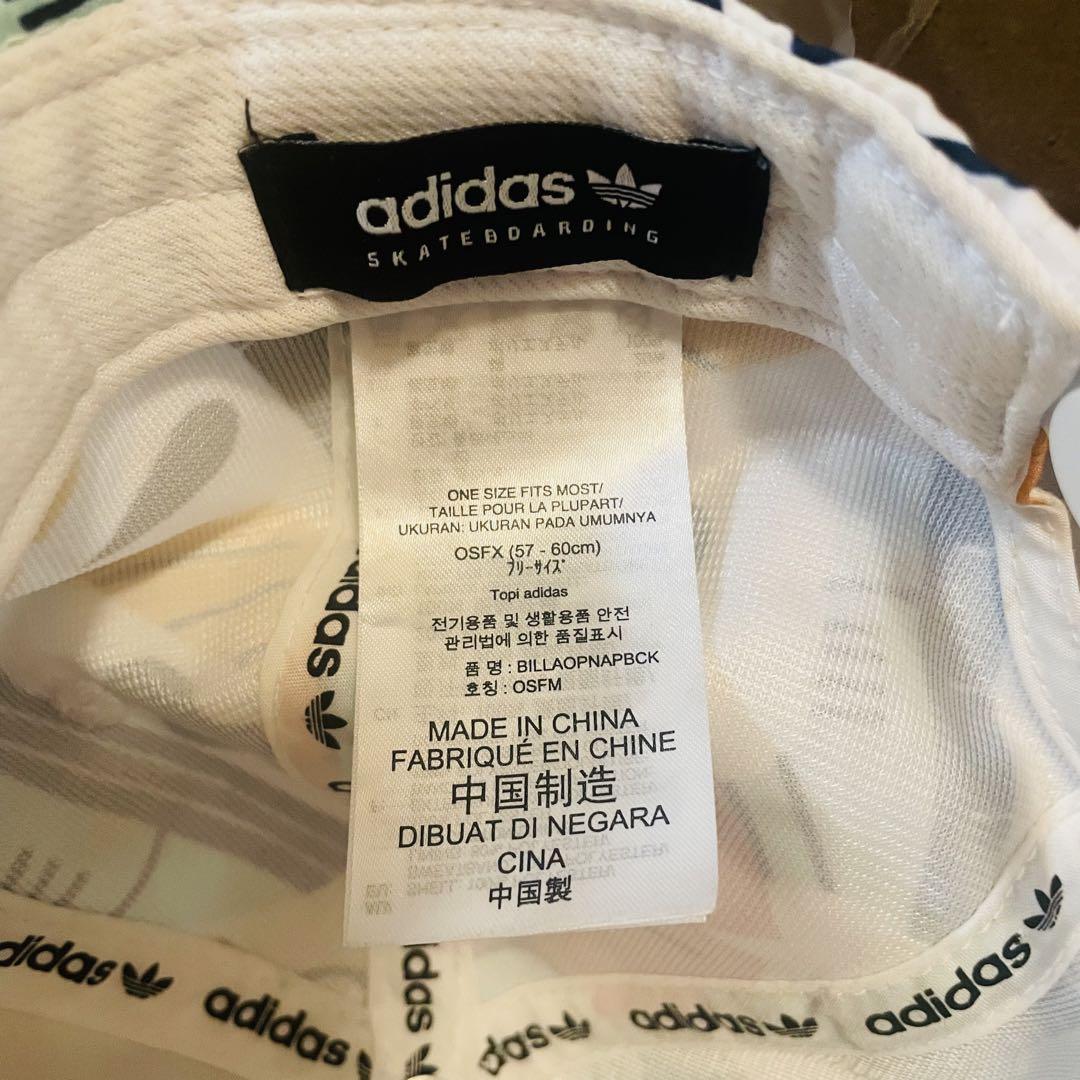 adidas
SKATEBOARDING
ONE SIZE FITS MOST/
TAILLE POUR LA PLUPART/
UKURAN: UKURAN PADA UMUMNYA
OSFX (57 - 60cm)
ﾌﾘｰｻｲｽﾞ
Topi adidas
전기용품 및 생활용품 안전
관리법에 의한 품질표시
품 명 : BILLAOPNAPBCK
호칭 : OSFM
MADE IN CHINA
FABRIQUÉ EN CHINE
中国制造
DIBUAT DI NEGARA
CINA
中国製
adidas
adidas
adidas
adidas
adidas
adidas
adidas